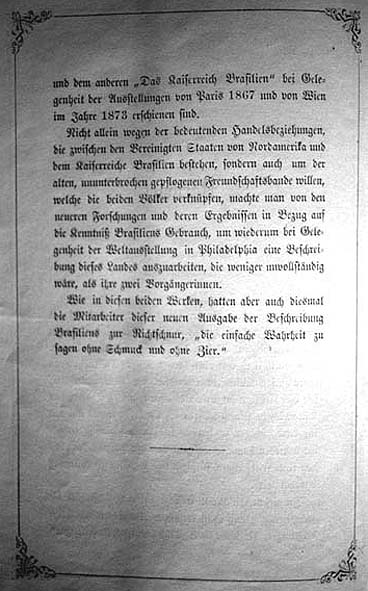 und dem anderen „Das Kaiserreich Brasilien“ bei Gele-
genheit der Ausstellungen von Paris 1867 und von Wien
im Jahre 1873 erschienen sind.
Nicht allein wegen der bedeutenden Handelsbeziehungen,
die zwischen den Vereinigten Staaten von Nordamerika und
dem Kaiserreiche Brasilien bestehen, sondern auch um der
alten, ununterbrochen gepflogenen Freundschaftsbande willen,
welche die beiden Völker verknüpfen, machte man von den
neueren Forschungen und deren Ergebnissen in Bezug auf
die Kenntniß Brasiliens Gebrauch, um wiederum bei Gele-
genheit der Weltausstellung in Philadelphia eine Beschrei-
bung dieses Landes auszuarbeiten, die weniger unvollständig
wäre, als ihre zwei Vorgängerinnen.
Wie in diesen beiden Werken, hatten aber auch diesmal
die Mitarbeiter dieser neuen Ausgabe der Beschreibung
Brasiliens zur Richtschnur, „die einfache Wahrheit zu
sagen ohne Schmuck und ohne Zier.“